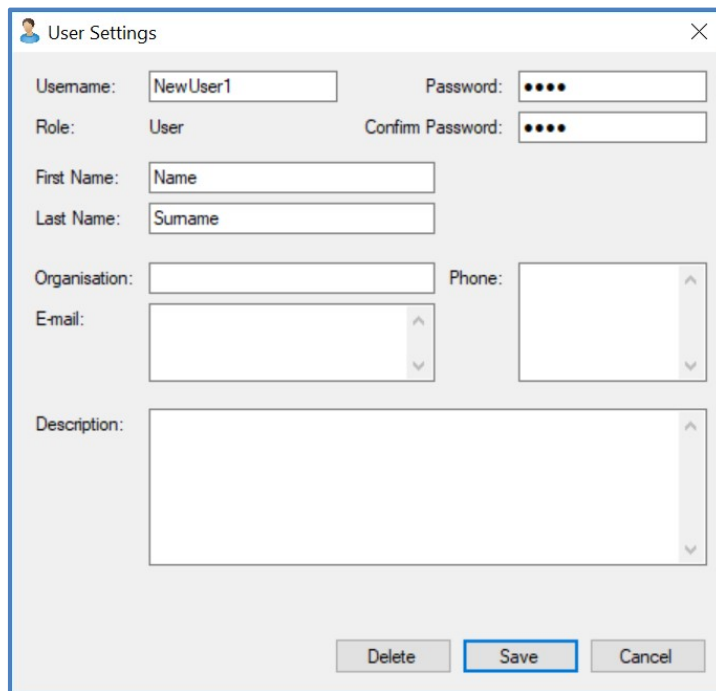 User Settings
Username: NewUser1 Password: ••••
Role: User Confirm Password: ••••
First Name: Name
Last Name: Surname
Organisation: Phone:
E-mail:
Description:
Delete Save Cancel